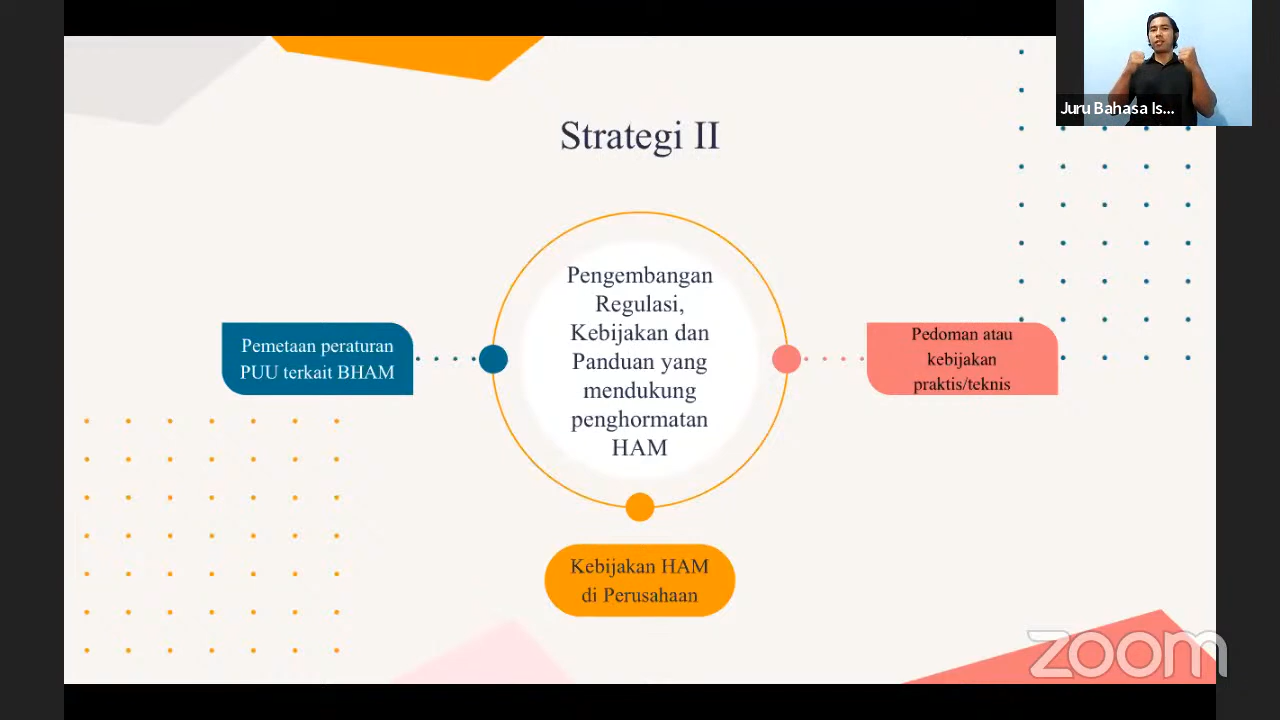 Juru Bahasa Is...
Strategi II
Pengembangan
Regulasi,
Kebijakan dan
Panduan yang
mendukung
penghormatan
HAM
Pemetaan peraturan
PUU terkait BHAM
Pedoman atau
kebijakan
praktis/teknis
Kebijakan HAM
di Perusahaan
zoom